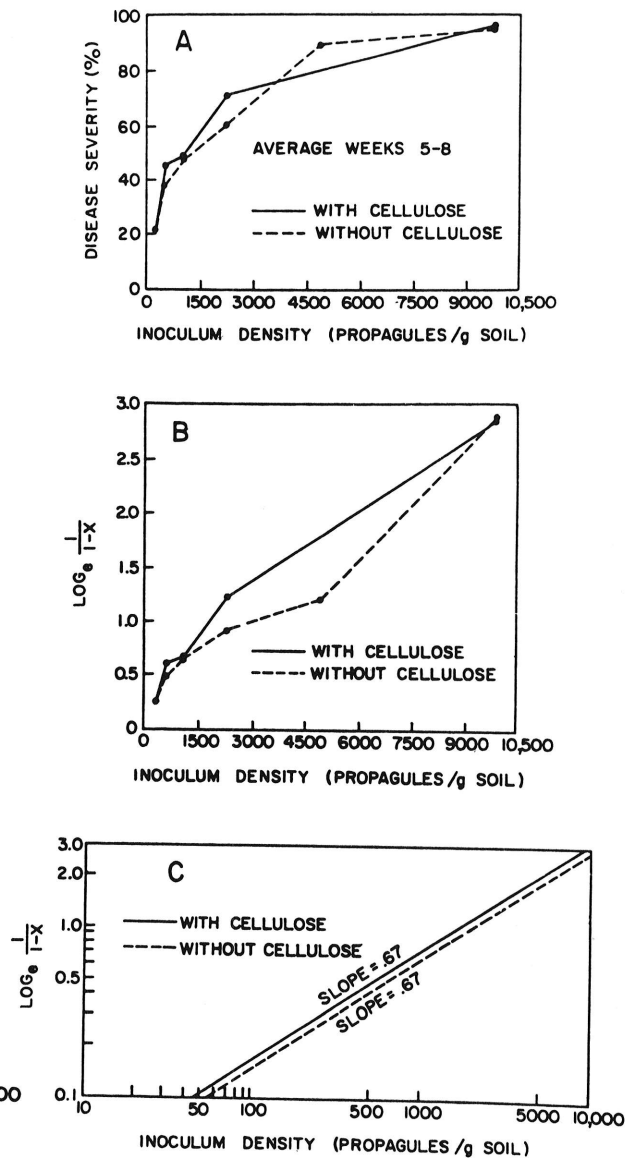 A
100
80
60
40
20
0
DISEASE SEVERITY (%)
AVERAGE WEEKS 5-8
WITH CELLULOSE
WITHOUT CELLULOSE
0 1500 3000 4500 6000 7500 9000 10,500
INOCULUM DENSITY (PROPAGULES/g SOIL)
B
3.0
2.5
2.0
1.5
1.0
0.5
0
LOGe 1/1-X
WITH CELLULOSE
WITHOUT CELLULOSE
0 1500 3000 4500 6000 7500 9000 10,500
INOCULUM DENSITY (PROPAGULES/g SOIL)
C
3.0
2.0
1.0
0.5
0.1
LOGe 1/1-X
WITH CELLULOSE
WITHOUT CELLULOSE
SLOPE = .67
SLOPE = .67
00
10 50 100 500 1000 5000 10,000
INOCULUM DENSITY (PROPAGULES/g SOIL)